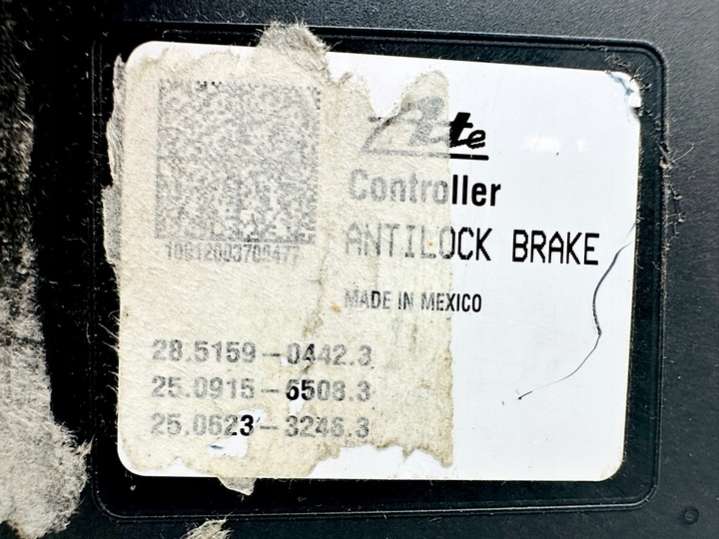 Ate
Controller
ANTILOCK BRAKE
MADE IN MEXICO
28.5159-0442.3
25.0915-6508.3
25.0623-3246.3